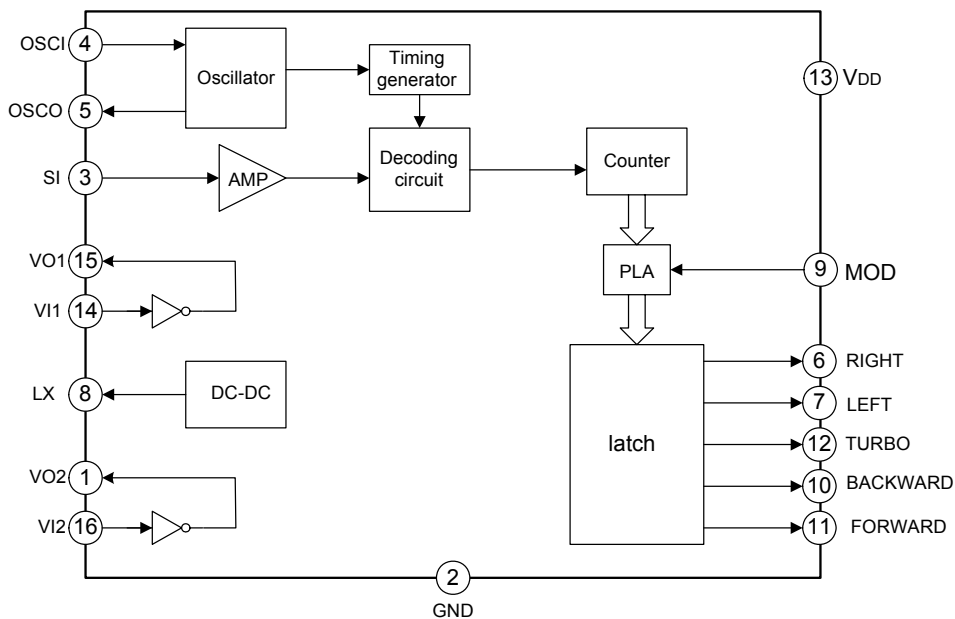 OSCI
4
Oscillator
Timing
generator
13
VDD
OSCO
5
SI
3
AMP
Decoding
circuit
Counter
VO1
15
PLA
9
MOD
VI1
14
LX
8
DC-DC
latch
6
RIGHT
7
LEFT
12
TURBO
VO2
1
10
BACKWARD
VI2
16
11
FORWARD
2
GND